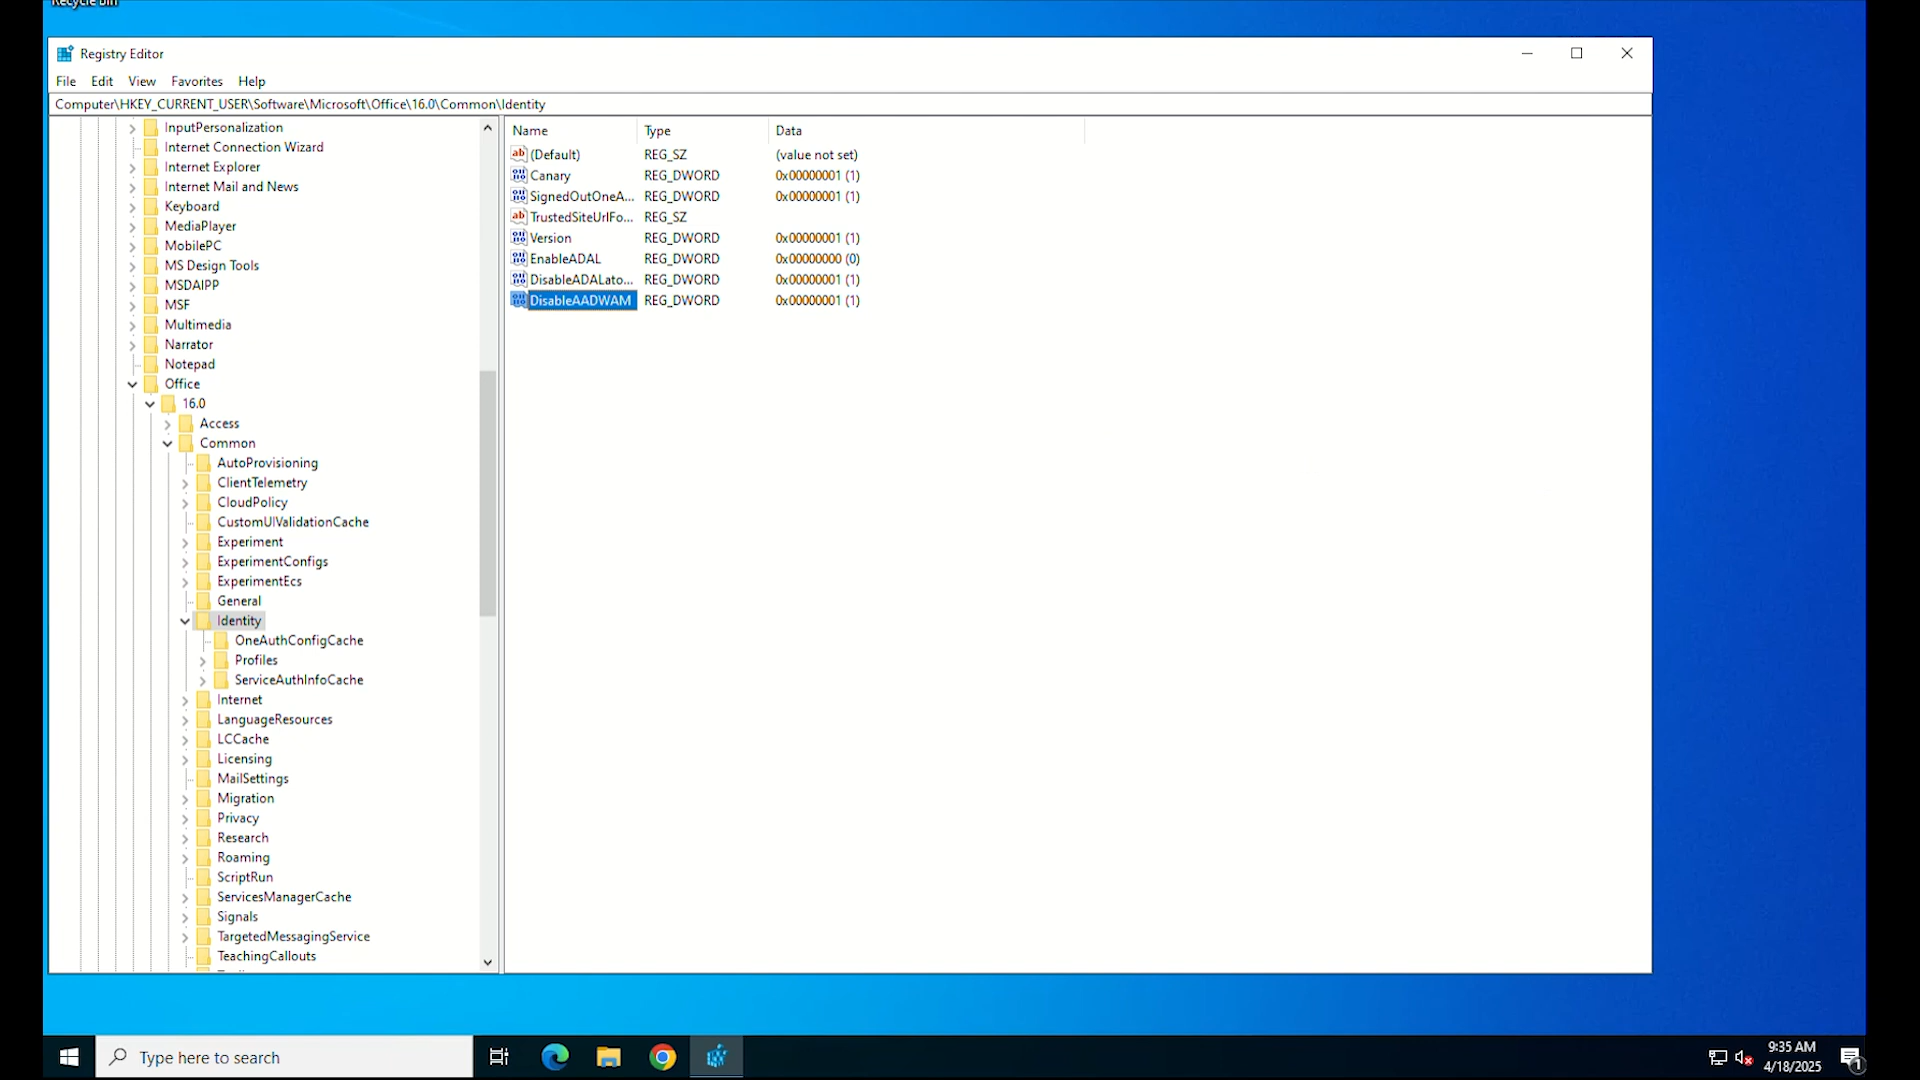 Recycle Bin
Registry Editor
File Edit View Favorites Help
Computer\HKEY_CURRENT_USER\Software\Microsoft\Office\16.0\Common\Identity
InputPersonalization
Internet Connection Wizard
Internet Explorer
Internet Mail and News
Keyboard
MediaPlayer
MobilePC
MS Design Tools
MSDAIPP
MSF
Multimedia
Narrator
Notepad
Office
16.0
Access
Common
AutoProvisioning
ClientTelemetry
CloudPolicy
CustomUIValidationCache
Experiment
ExperimentConfigs
ExperimentEcs
General
Identity
OneAuthConfigCache
Profiles
ServiceAuthInfoCache
Internet
LanguageResources
LCCache
Licensing
MailSettings
Migration
Privacy
Research
Roaming
ScriptRun
ServicesManagerCache
Signals
TargetedMessagingService
TeachingCallouts
Name Type Data
(Default) REG_SZ (value not set)
Canary REG_DWORD 0x00000001 (1)
SignedOutOneA... REG_DWORD 0x00000001 (1)
TrustedSiteUrlFo... REG_SZ
Version REG_DWORD 0x00000001 (1)
EnableADAL REG_DWORD 0x00000000 (0)
DisableADALato... REG_DWORD 0x00000001 (1)
DisableAADWAM REG_DWORD 0x00000001 (1)
Type here to search
9:35 AM
4/18/2025
1